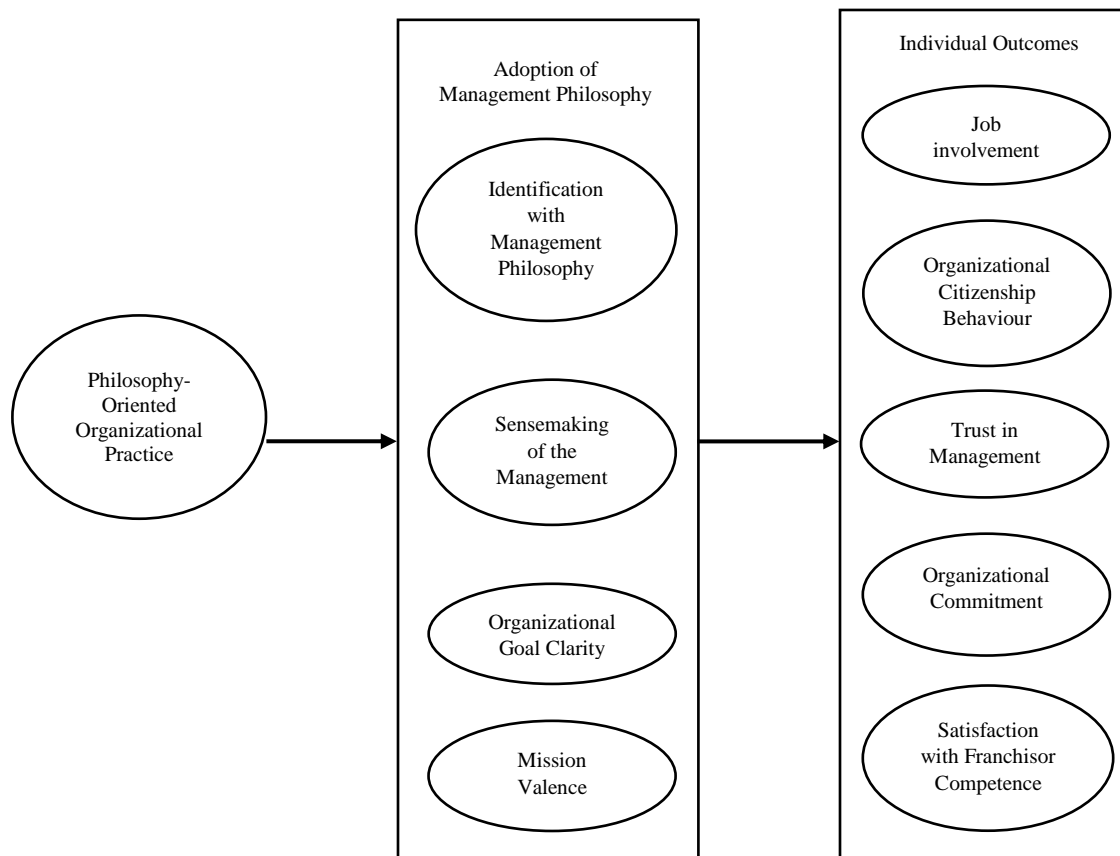 Philosophy-
Oriented
Organizational
Practice
Adoption of
Management Philosophy
Identification
with
Management
Philosophy
Sensemaking
of the
Management
Organizational
Goal Clarity
Mission
Valence
Individual Outcomes
Job
involvement
Organizational
Citizenship
Behaviour
Trust in
Management
Organizational
Commitment
Satisfaction
with Franchisor
Competence